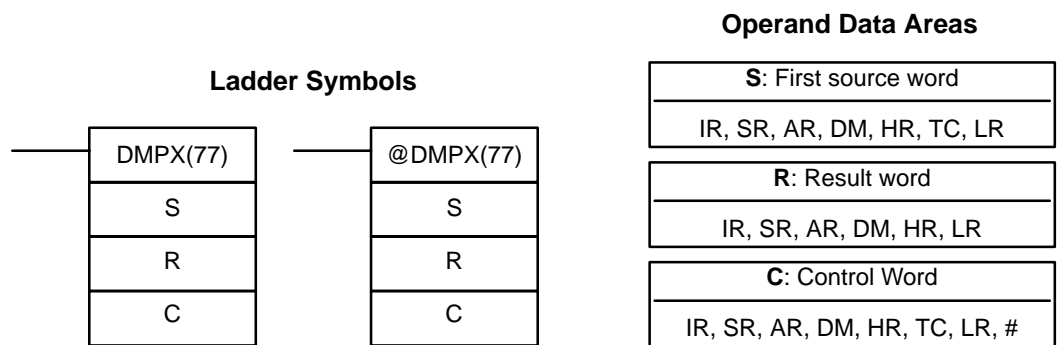 Operand Data Areas
Ladder Symbols
DMPX(77)
S
R
C
@DMPX(77)
S
R
C
S: First source word
IR, SR, AR, DM, HR, TC, LR
R: Result word
IR, SR, AR, DM, HR, LR
C: Control Word
IR, SR, AR, DM, HR, TC, LR, #